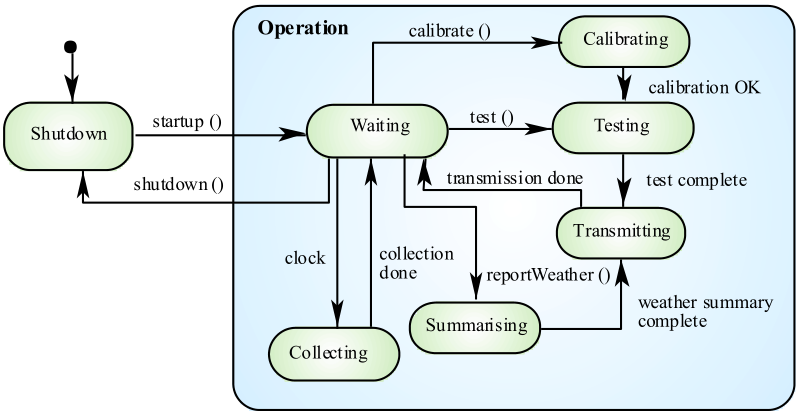 Operation
calibrate ()
Calibrating
calibration OK
Shutdown
startup ()
Waiting
test ()
Testing
shutdown ()
transmission done
test complete
Transmitting
clock
collection
done
reportWeather ()
weather summary
complete
Summarising
Collecting